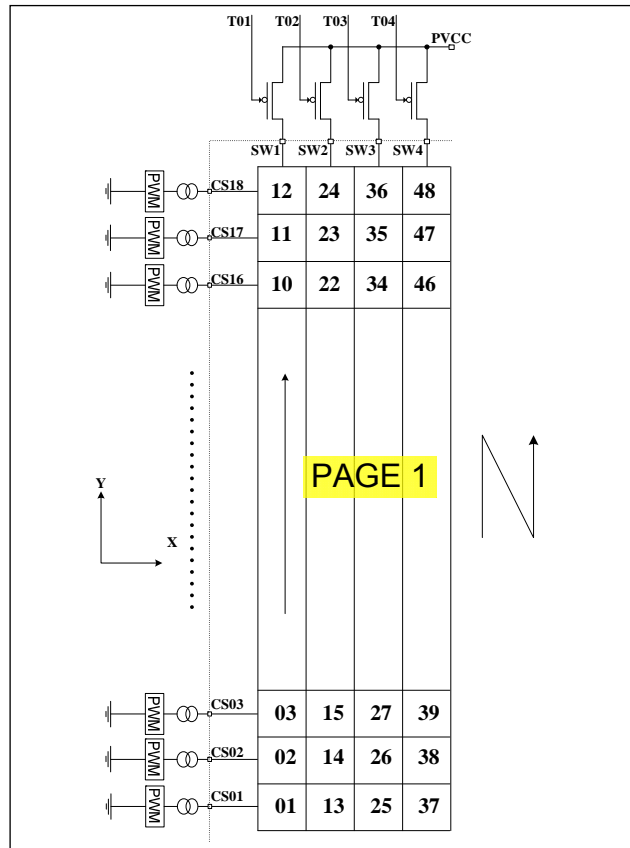 T01 T02 T03 T04
PVCC
SW1 SW2 SW3 SW4
PWM CS18 12 24 36 48
PWM CS17 11 23 35 47
PWM CS16 10 22 34 46
PAGE 1
Y
X
PWM CS03 03 15 27 39
PWM CS02 02 14 26 38
PWM CS01 01 13 25 37